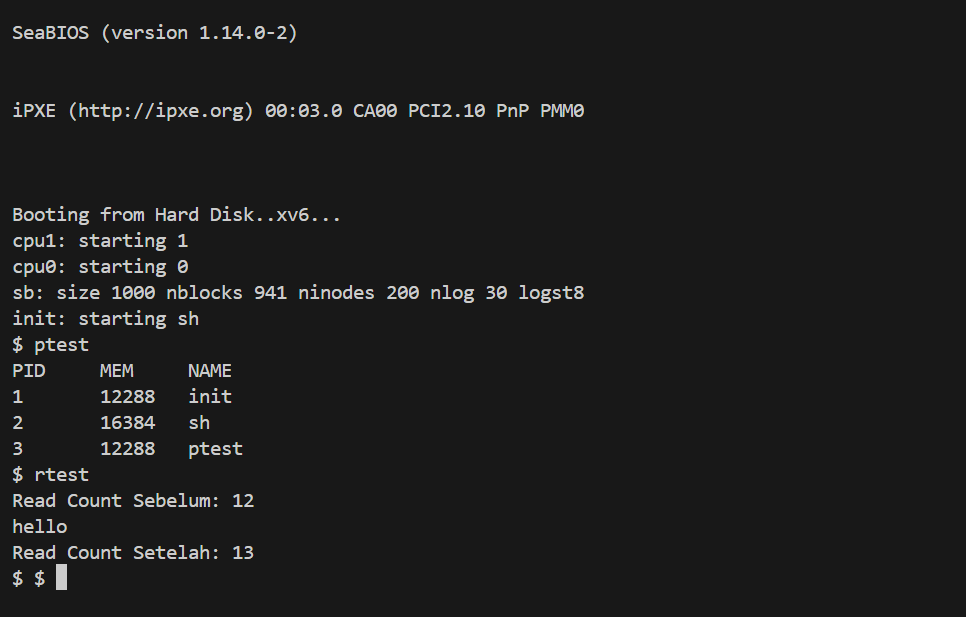 SeaBIOS (version 1.14.0-2)
iPXE (http://ipxe.org) 00:03.0 CA00 PCI2.10 PnP PMM0
Booting from Hard Disk..xv6...
cpu1: starting 1
cpu0: starting 0
sb: size 1000 nblocks 941 ninodes 200 nlog 30 logst8
init: starting sh
$ ptest
PID     MEM     NAME
1       12288   init
2       16384   sh
3       12288   ptest
$ rtest
Read Count Sebelum: 12
hello
Read Count Setelah: 13
$ $